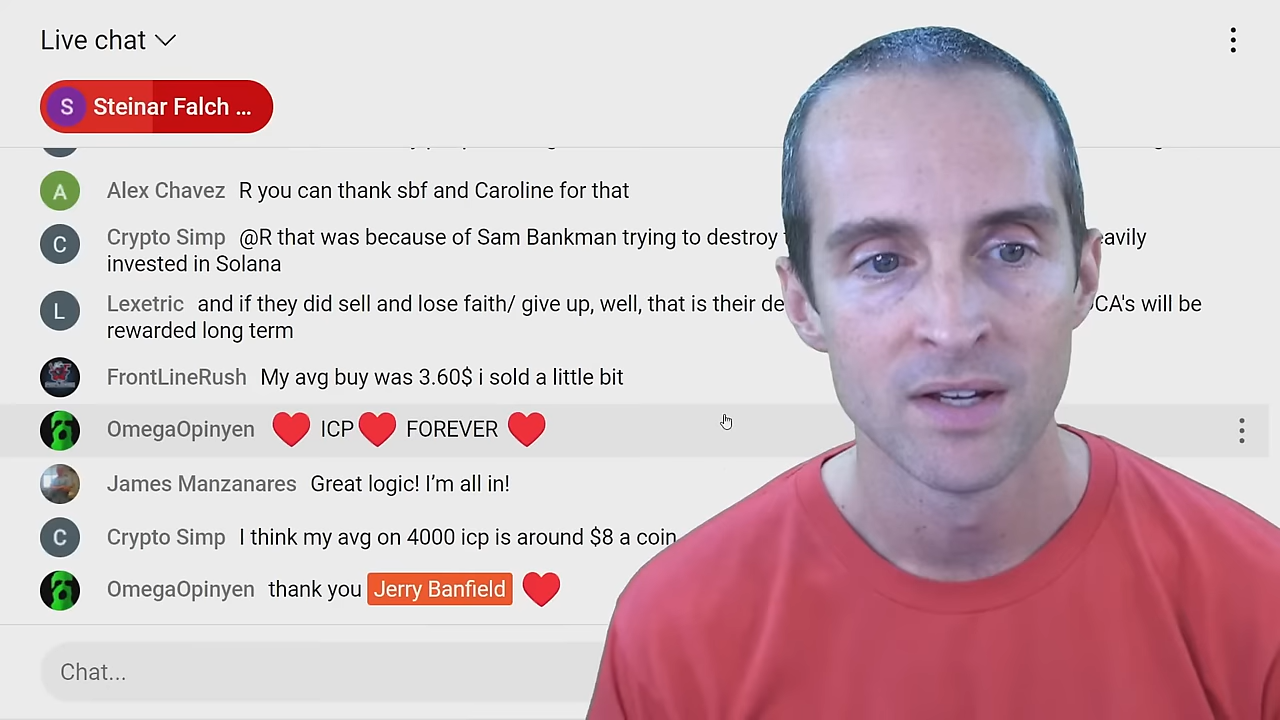 Live chat
S Steinar Falch ...
A Alex Chavez R you can thank sbf and Caroline for that
C Crypto Simp @R that was because of Sam Bankman trying to destroy
invested in Solana
L Lexetric and if they did sell and lose faith/ give up, well, that is their CA's will be
rewarded long term
FrontLineRush My avg buy was 3.60$ i sold a little bit
OmegaOpinyen ❤️ ICP ❤️ FOREVER ❤️
James Manzanares Great logic! I’m all in!
C Crypto Simp I think my avg on 4000 icp is around $8 a coin
OmegaOpinyen thank you Jerry Banfield ❤️
Chat...